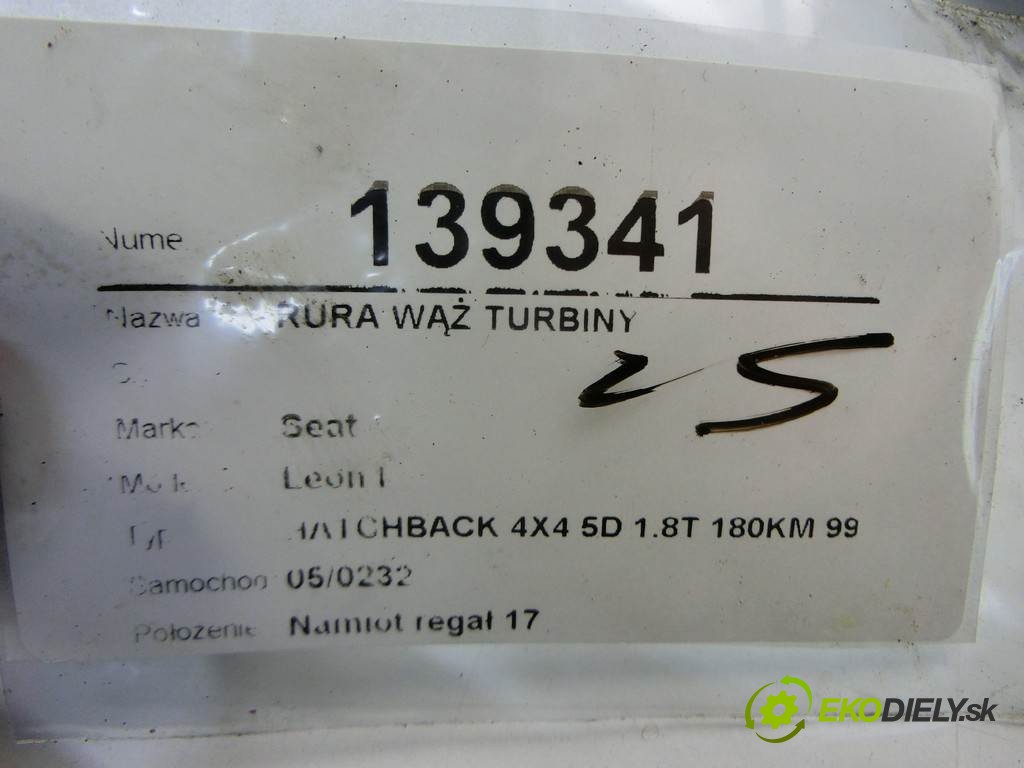 Nume 139341
Nazwa RURA WĄŻ TURBINY
25
Marka Seat
Leon I
HATCHBACK 4X4 5D 1.8T 180KM 99
Samochod 05/0232
Położenie Namiot regał 17
EKODIELY.sk